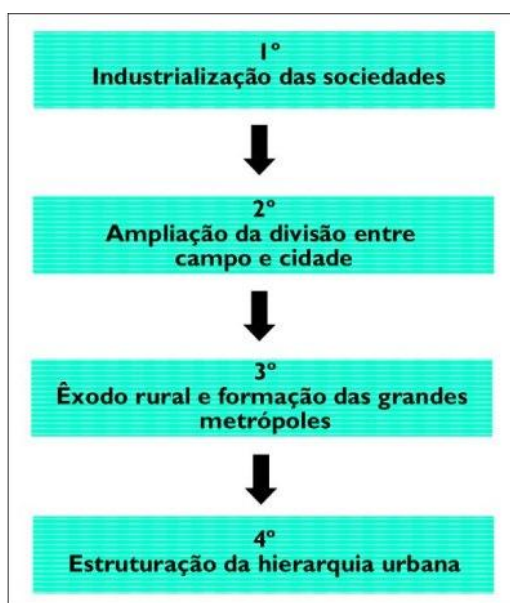 1º
Industrialização das sociedades
2º
Ampliação da divisão entre
campo e cidade
3º
Êxodo rural e formação das grandes
metrópoles
4º
Estruturação da hierarquia urbana